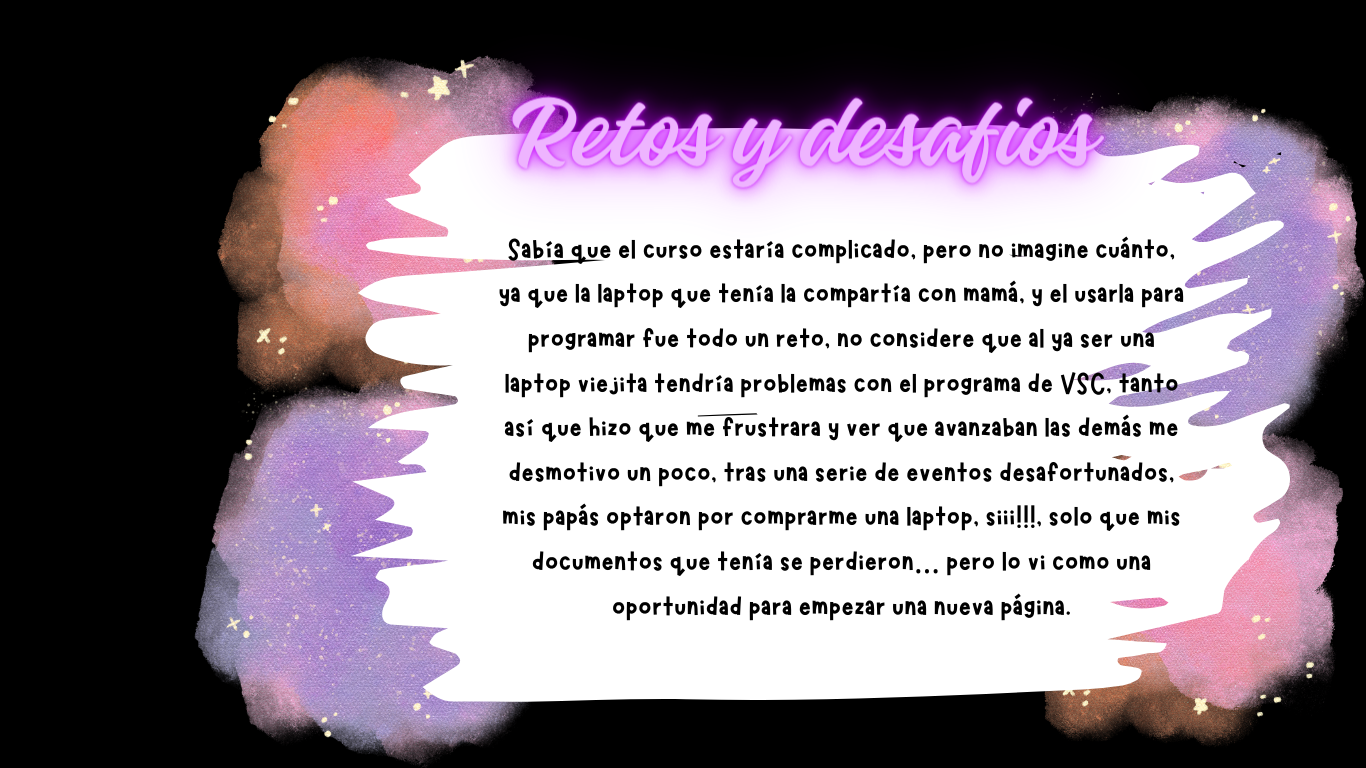 Retos y desafios
Sabía que el curso estaría complicado, pero no imagine cuánto,
ya que la laptop que tenía la compartía con mamá, y el usarla para
programar fue todo un reto, no considere que al ya ser una
laptop viejita tendría problemas con el programa de VSC, tanto
así que hizo que me frustrara y ver que avanzaban las demás me
desmotivo un poco, tras una serie de eventos desafortunados,
mis papás optaron por comprarme una laptop, siii!!!, solo que mis
documentos que tenía se perdieron... pero lo vi como una
oportunidad para empezar una nueva página.